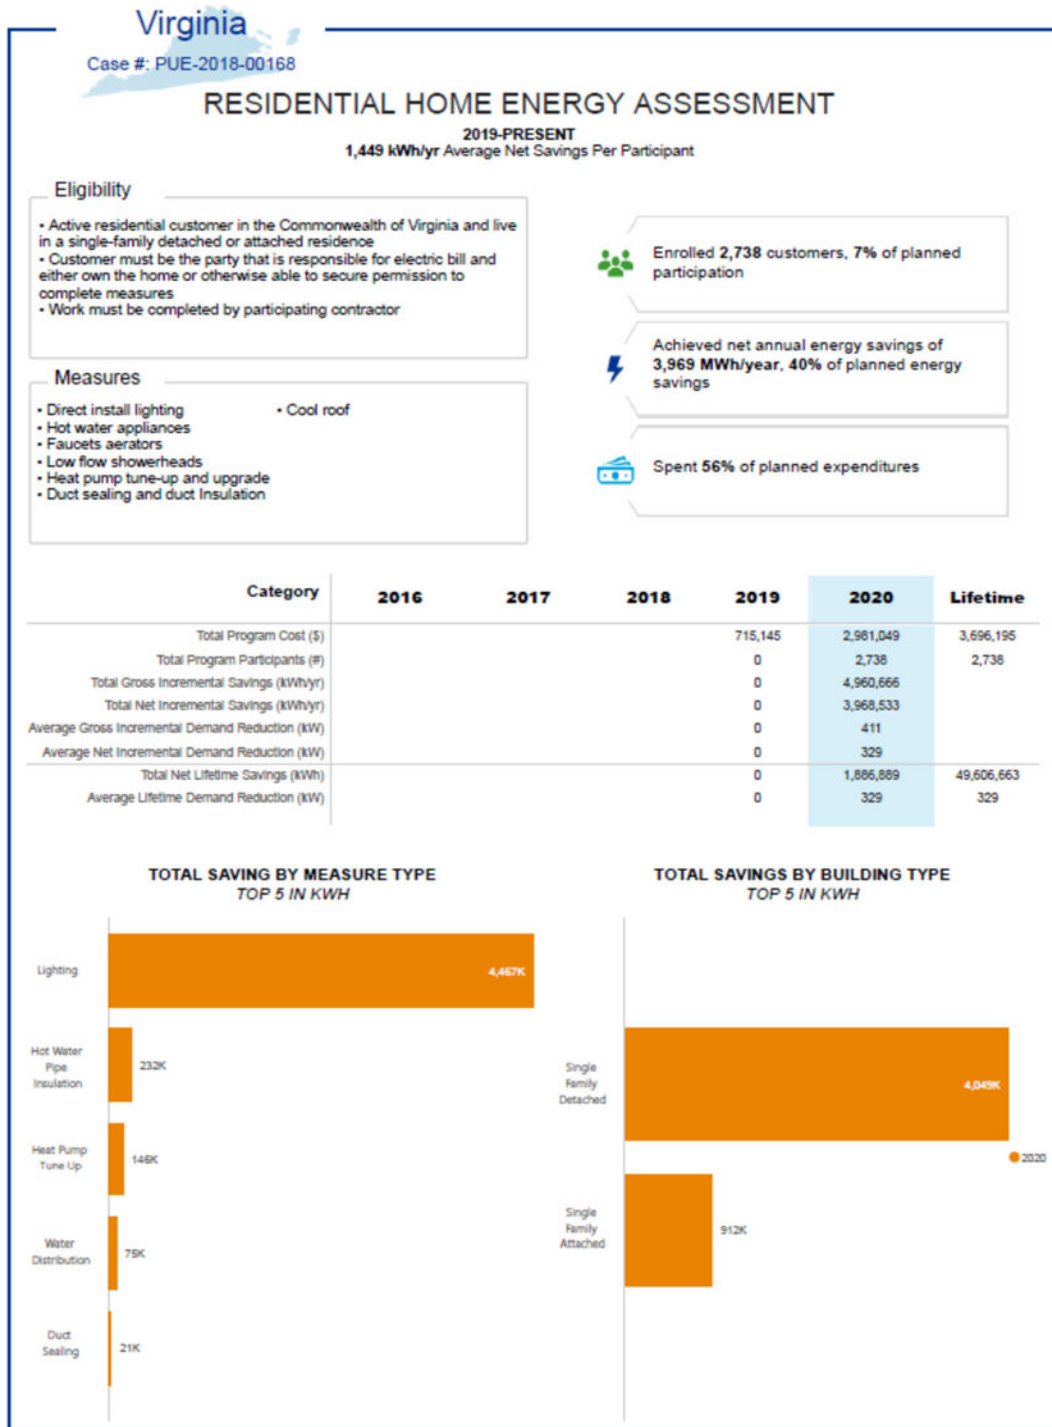 Virginia
Case #: PUE-2018-00168
RESIDENTIAL HOME ENERGY ASSESSMENT
2019-PRESENT
1,449 kWh/yr Average Net Savings Per Participant
Eligibility
• Active residential customer in the Commonwealth of Virginia and live
in a single-family detached or attached residence
• Customer must be the party that is responsible for electric bill and
either own the home or otherwise able to secure permission to
complete measures
• Work must be completed by participating contractor
Measures
• Direct install lighting
• Hot water appliances
• Faucets aerators
• Low flow showerheads
• Heat pump tune-up and upgrade
• Duct sealing and duct Insulation
• Cool roof
Enrolled 2,738 customers, 7% of planned
participation
Achieved net annual energy savings of
3,969 MWh/year, 40% of planned energy
savings
Spent 56% of planned expenditures
Category 2016 2017 2018 2019 2020 Lifetime
Total Program Cost ($) 715,145 2,981,049 3,696,195
Total Program Participants (#) 0 2,738 2,738
Total Gross Incremental Savings (kWh/yr) 0 4,960,666
Total Net Incremental Savings (kWh/yr) 0 3,968,533
Average Gross Incremental Demand Reduction (kW) 0 411
Average Net Incremental Demand Reduction (kW) 0 329
Total Net Lifetime Savings (kWh) 0 1,886,889 49,606,663
Average Lifetime Demand Reduction (kW) 0 329 329
TOTAL SAVING BY MEASURE TYPE
TOP 5 IN KWH
Lighting
4,467K
Hot Water
Pipe
Insulation
232K
Heat Pump
Tune Up
146K
Water
Distribution
75K
Duct
Sealing
21K
TOTAL SAVINGS BY BUILDING TYPE
TOP 5 IN KWH
Single
Family
Detached
4,049K
2020
Single
Family
Attached
912K